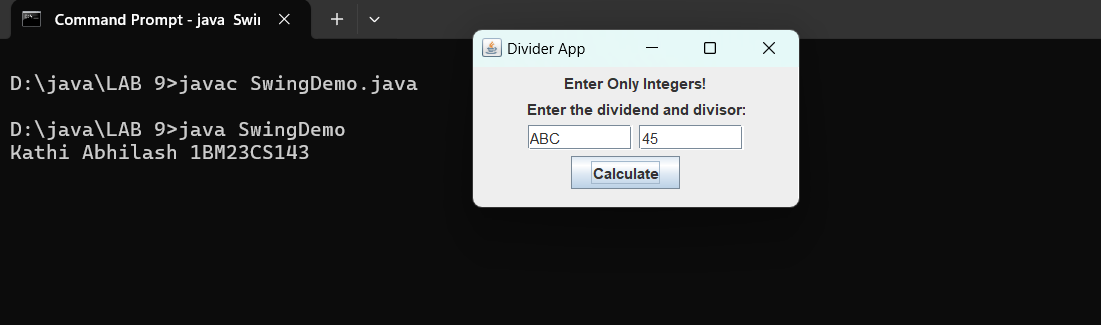 Command Prompt - java Swin
D:\java\LAB 9>javac SwingDemo.java
D:\java\LAB 9>java SwingDemo
Kathi Abhilash 1BM23CS143
Divider App
Enter Only Integers!
Enter the dividend and divisor:
ABC 45
Calculate